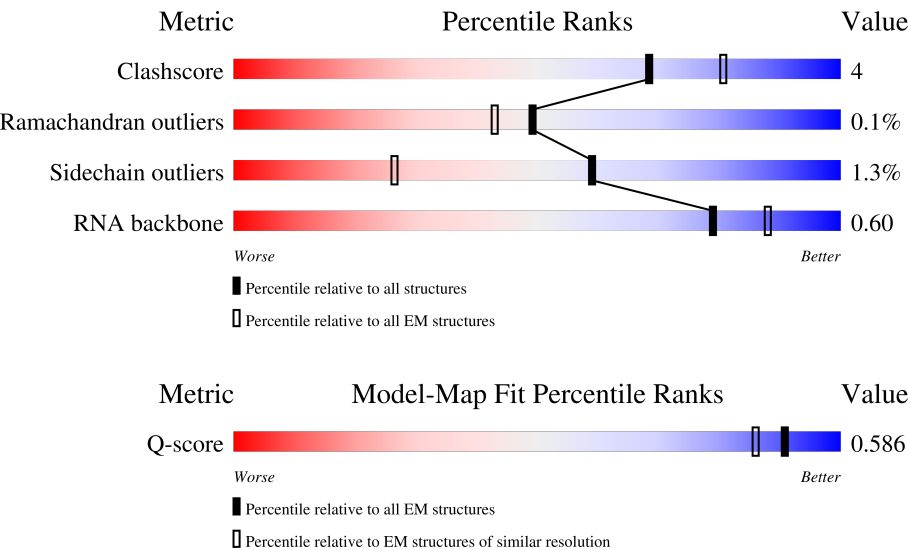 Metric Percentile Ranks Value
Clashscore 4
Ramachandran outliers 0.1%
Sidechain outliers 1.3%
RNA backbone 0.60
Worse Better
Percentile relative to all structures
Percentile relative to all EM structures
Metric Model-Map Fit Percentile Ranks Value
Q-score 0.586
Worse Better
Percentile relative to all EM structures
Percentile relative to EM structures of similar resolution